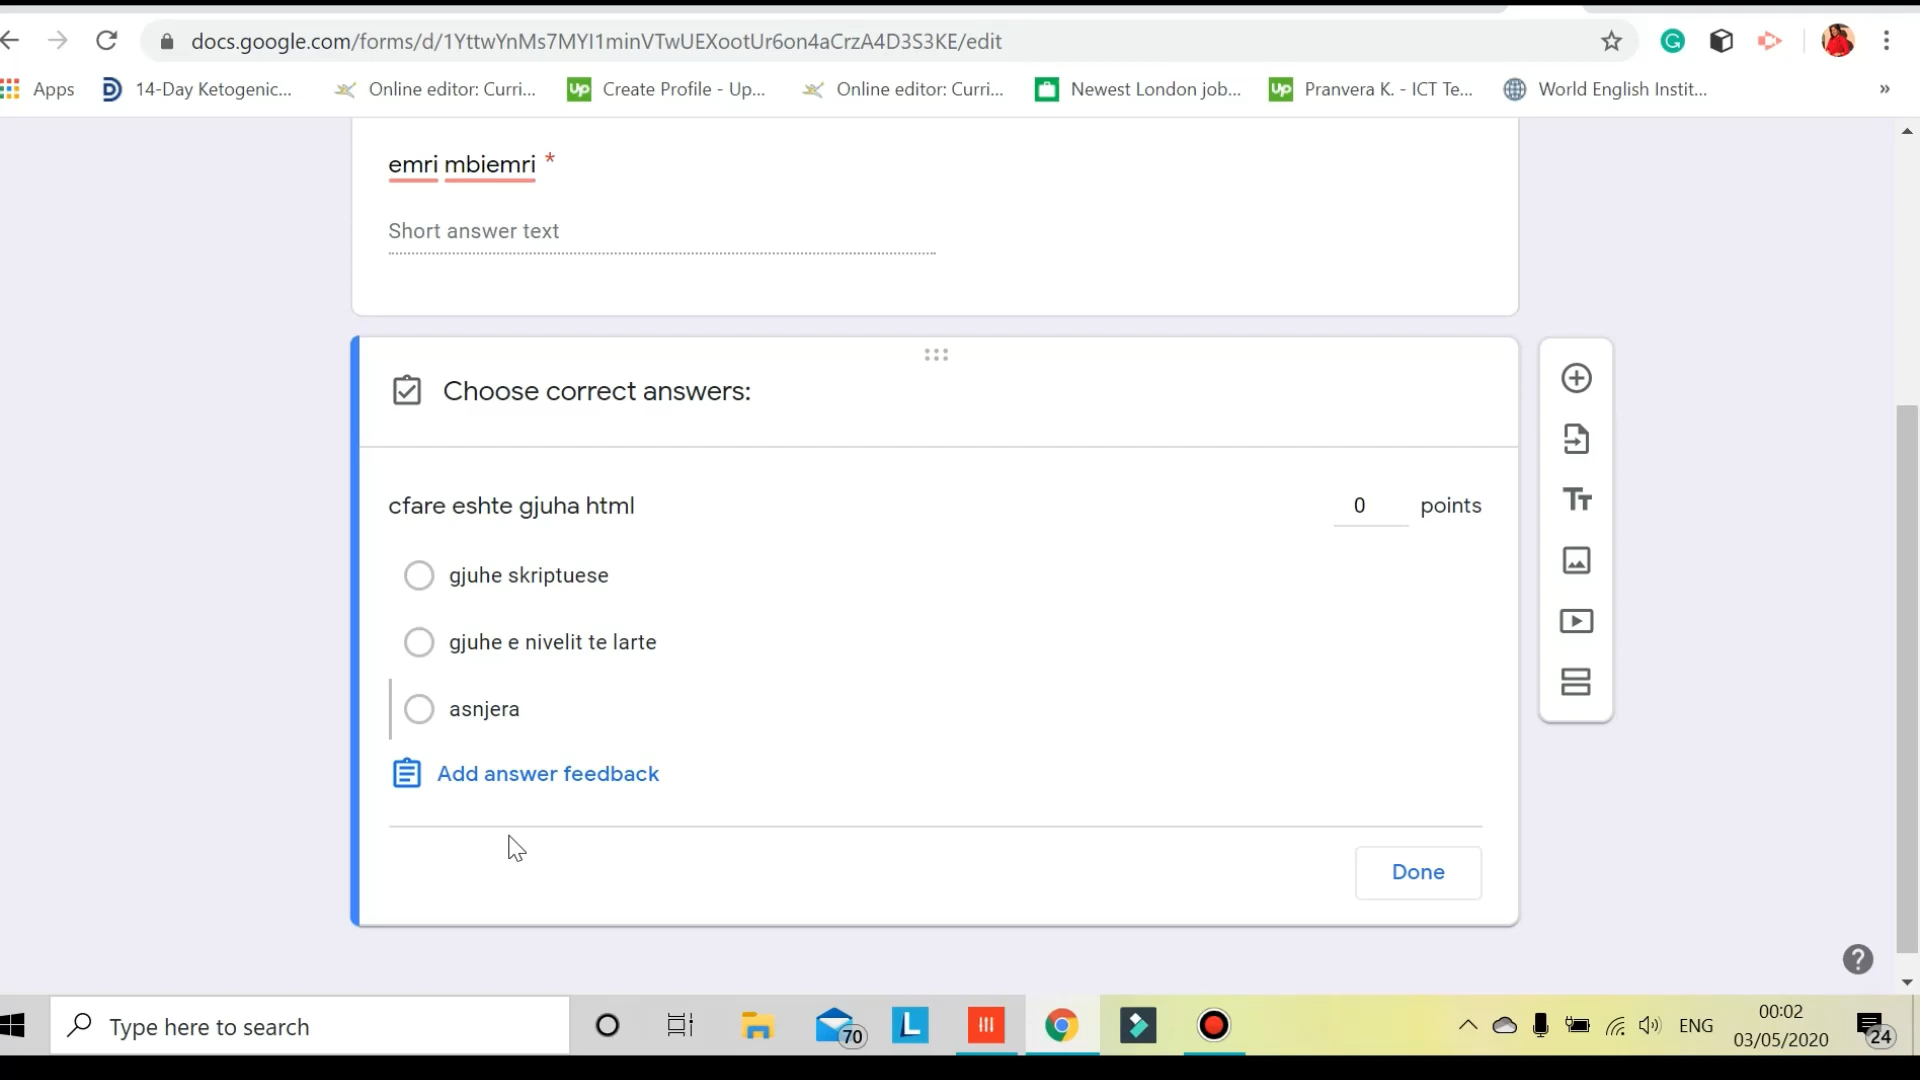 docs.google.com/forms/d/1YttwYnMs7MYI1minVTwUEXootUr6on4aCrzA4D3S3KE/edit
Apps
14-Day Ketogenic...
Online editor: Curri...
Up
Create Profile - Up...
Online editor: Curri...
Newest London job...
Up
Pranvera K. - ICT Te...
World English Instit...
»
emri mbiemri *
Short answer text
Choose correct answers:
cfare eshte gjuha html
0 points
gjuhe skriptuese
gjuhe e nivelit te larte
asnjera
Add answer feedback
Done
Type here to search
70
L
ENG
00:02
03/05/2020
24